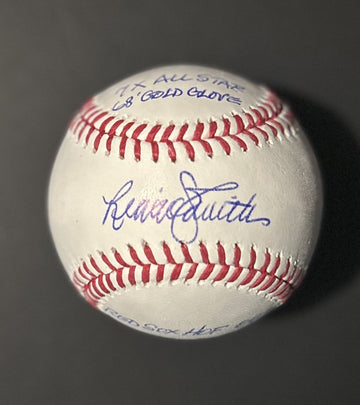 7X ALL STAR
68' GOLD GLOVE
Reggie Smith
RED SOX HOF